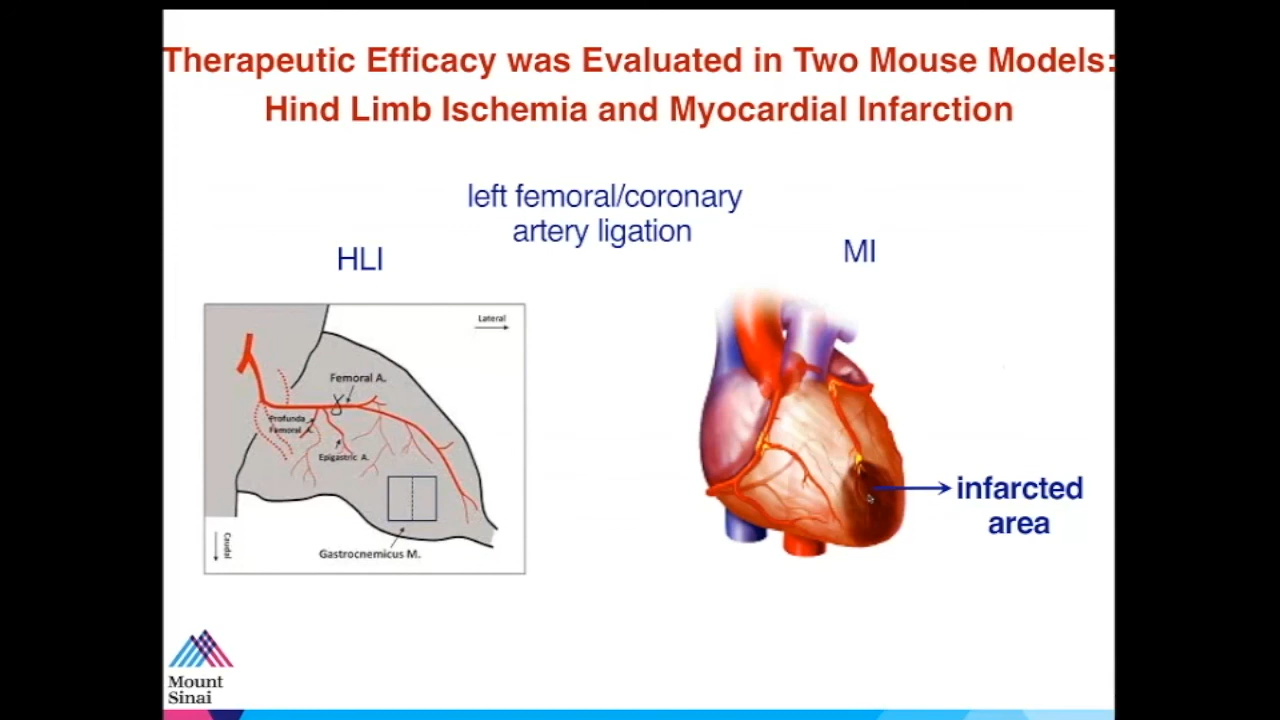 Therapeutic Efficacy was Evaluated in Two Mouse Models:
Hind Limb Ischemia and Myocardial Infarction
left femoral/coronary
artery ligation
HLI
MI
Lateral
Femoral A.
Profunda
Femoral A.
Epigastric A.
Gastrocnemius M.
Caudal
infarcted
area
Mount
Sinai